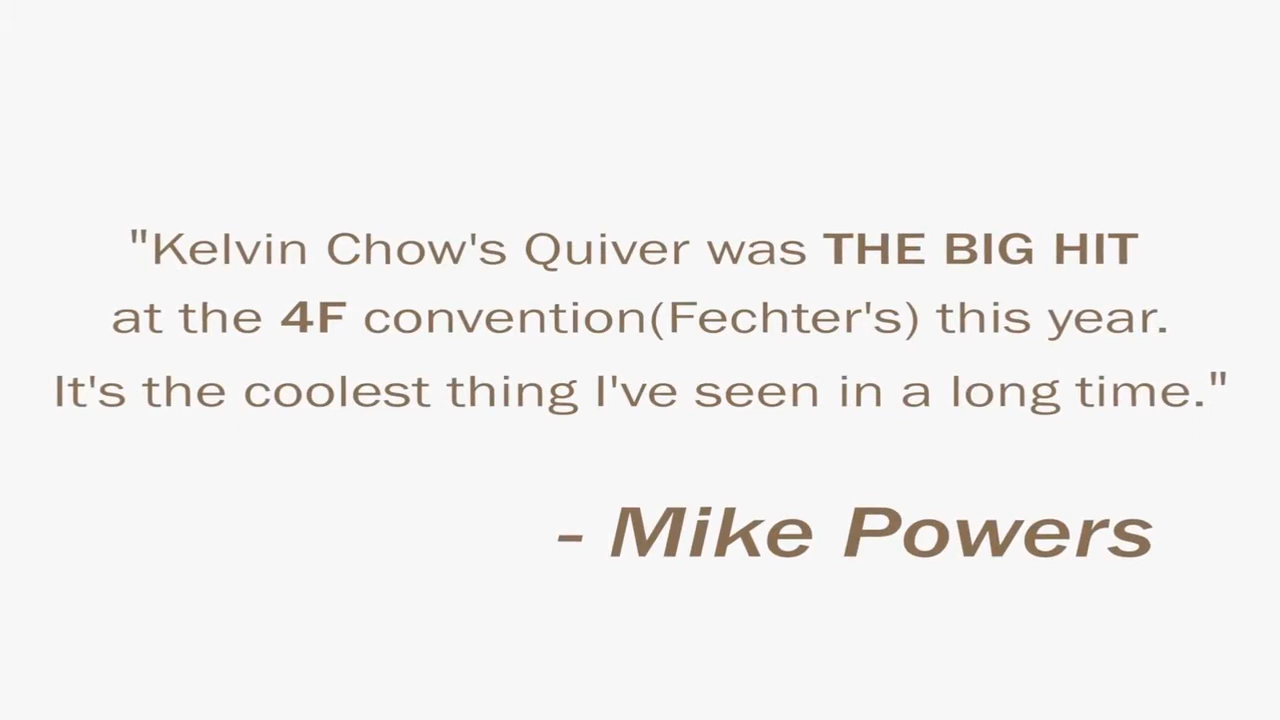 "Kelvin Chow's Quiver was THE BIG HIT
at the 4F convention(Fechter's) this year.
It's the coolest thing I've seen in a long time."
- Mike Powers